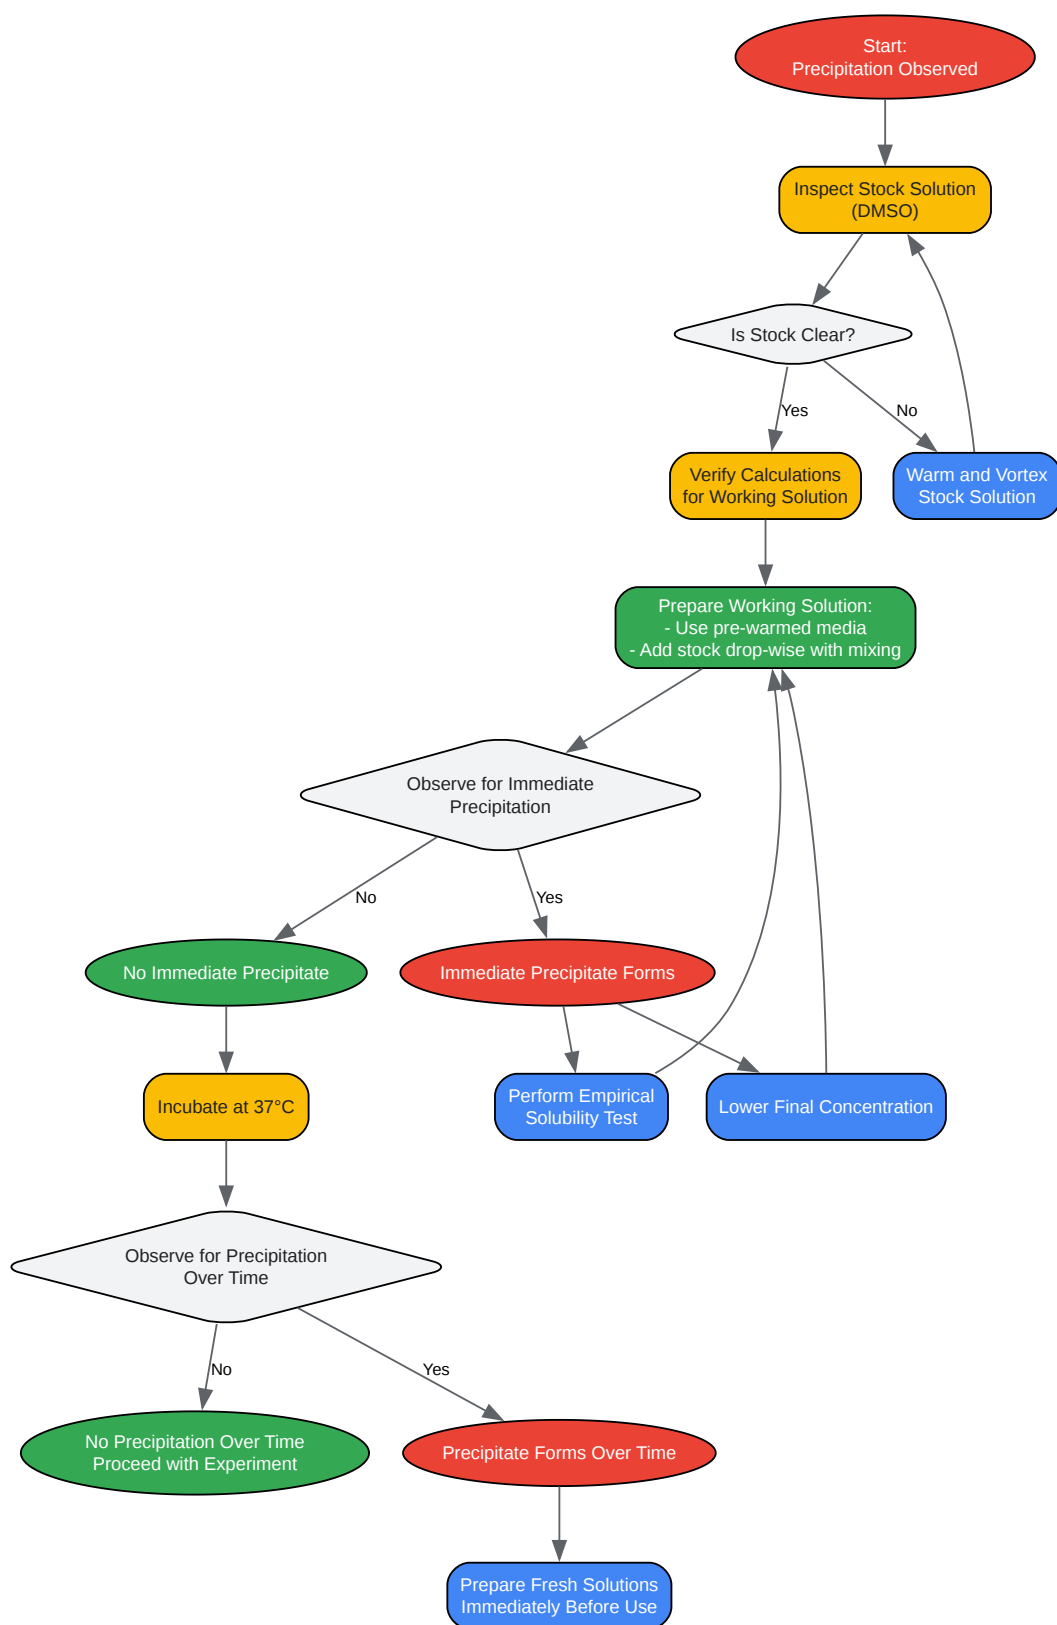 Start:
Precipitation Observed
Inspect Stock Solution
(DMSO)
Is Stock Clear?
Yes
No
Verify Calculations
for Working Solution
Warm and Vortex
Stock Solution
Prepare Working Solution:
- Use pre-warmed media
- Add stock drop-wise with mixing
Observe for Immediate
Precipitation
No
Yes
No Immediate Precipitate
Immediate Precipitate Forms
Incubate at 37°C
Perform Empirical
Solubility Test
Lower Final Concentration
Observe for Precipitation
Over Time
No
Yes
No Precipitation Over Time
Proceed with Experiment
Precipitate Forms Over Time
Prepare Fresh Solutions
Immediately Before Use